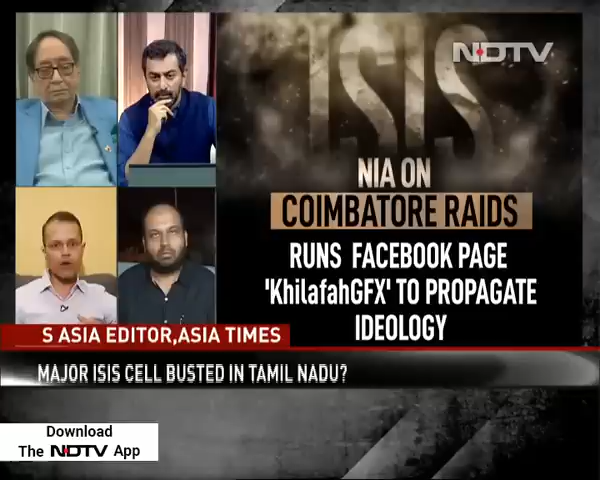 ISIS
NDTV
NIA ON
COIMBATORE RAIDS
RUNS FACEBOOK PAGE
'KhilafahGFX' TO PROPAGATE
IDEOLOGY
S ASIA EDITOR,ASIA TIMES
MAJOR ISIS CELL BUSTED IN TAMIL NADU?
Download
The NDTV App